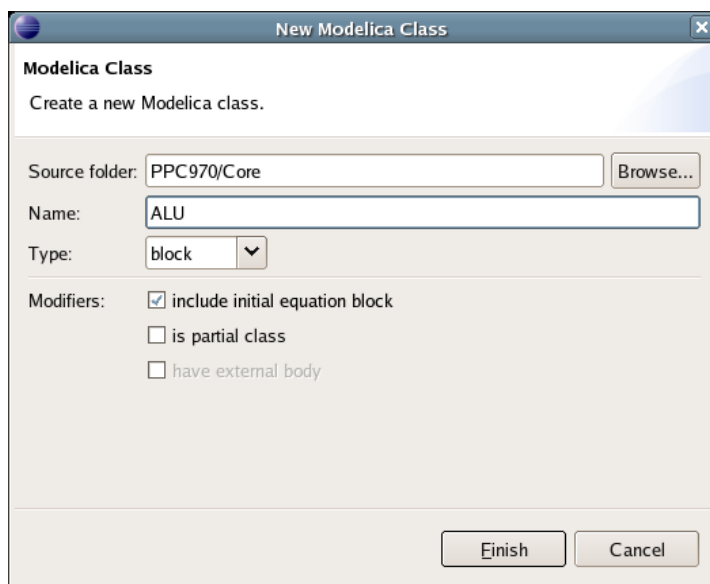 New Modelica Class
Modelica Class
Create a new Modelica class.
Source folder: PPC970/Core Browse...
Name: ALU
Type: block
Modifiers: include initial equation block
is partial class
have external body
Finish Cancel